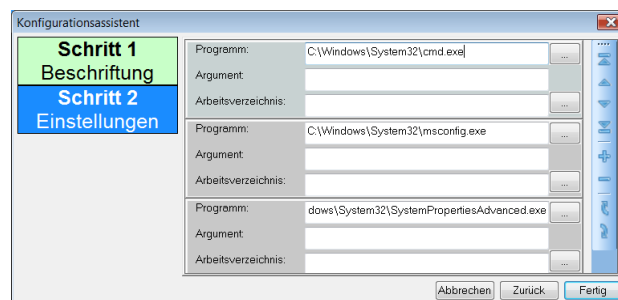 Konfigurationsassistent
Schritt 1
Beschriftung
Schritt 2
Einstellungen
Programm: C:\Windows\System32\cmd.exe ...
Argument:
Arbeitsverzeichnis: ...
Programm: C:\Windows\System32\msconfig.exe ...
Argument:
Arbeitsverzeichnis: ...
Programm: dows\System32\SystemPropertiesAdvanced.exe ...
Argument:
Arbeitsverzeichnis: ...
Abbrechen Zurück Fertig